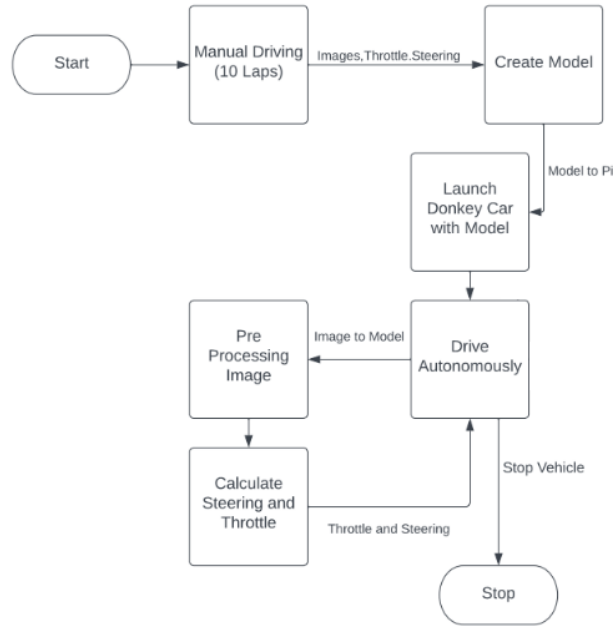 Start
Manual Driving
(10 Laps)
Images,Throttle.Steering
Create Model
Model to Pi
Launch
Donkey Car
with Model
Pre
Processing
Image
Image to Model
Drive
Autonomously
Calculate
Steering and
Throttle
Throttle and Steering
Stop Vehicle
Stop